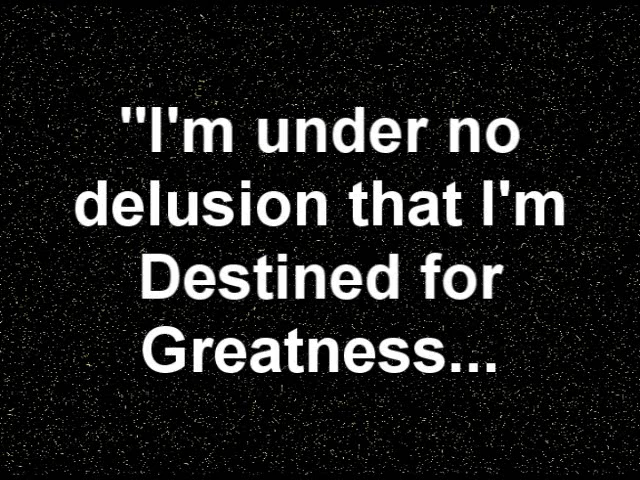 "I'm under no
delusion that I'm
Destined for
Greatness...